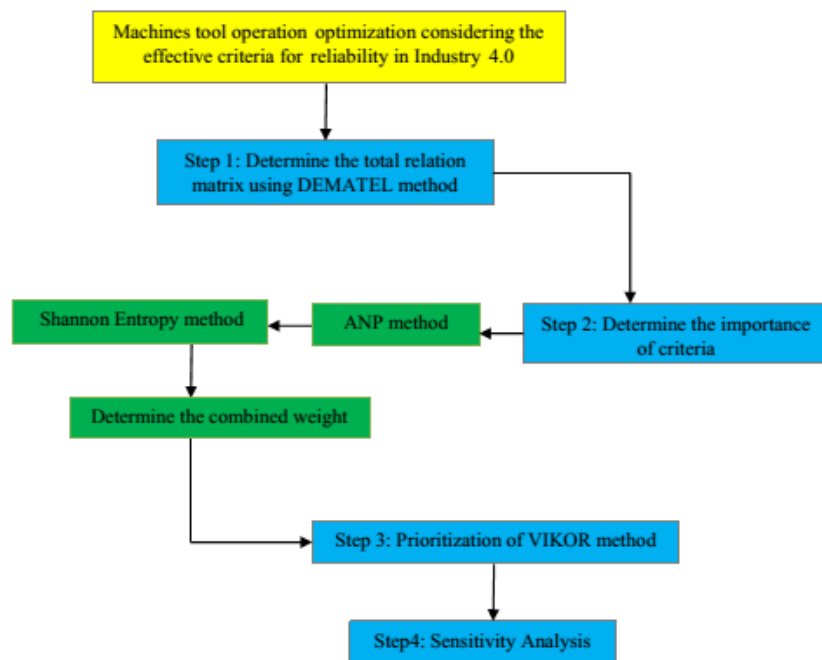 Machines tool operation optimization considering the
effective criteria for reliability in Industry 4.0
Step 1: Determine the total relation
matrix using DEMATEL method
Step 2: Determine the importance
of criteria
ANP method
Shannon Entropy method
Determine the combined weight
Step 3: Prioritization of VIKOR method
Step4: Sensitivity Analysis